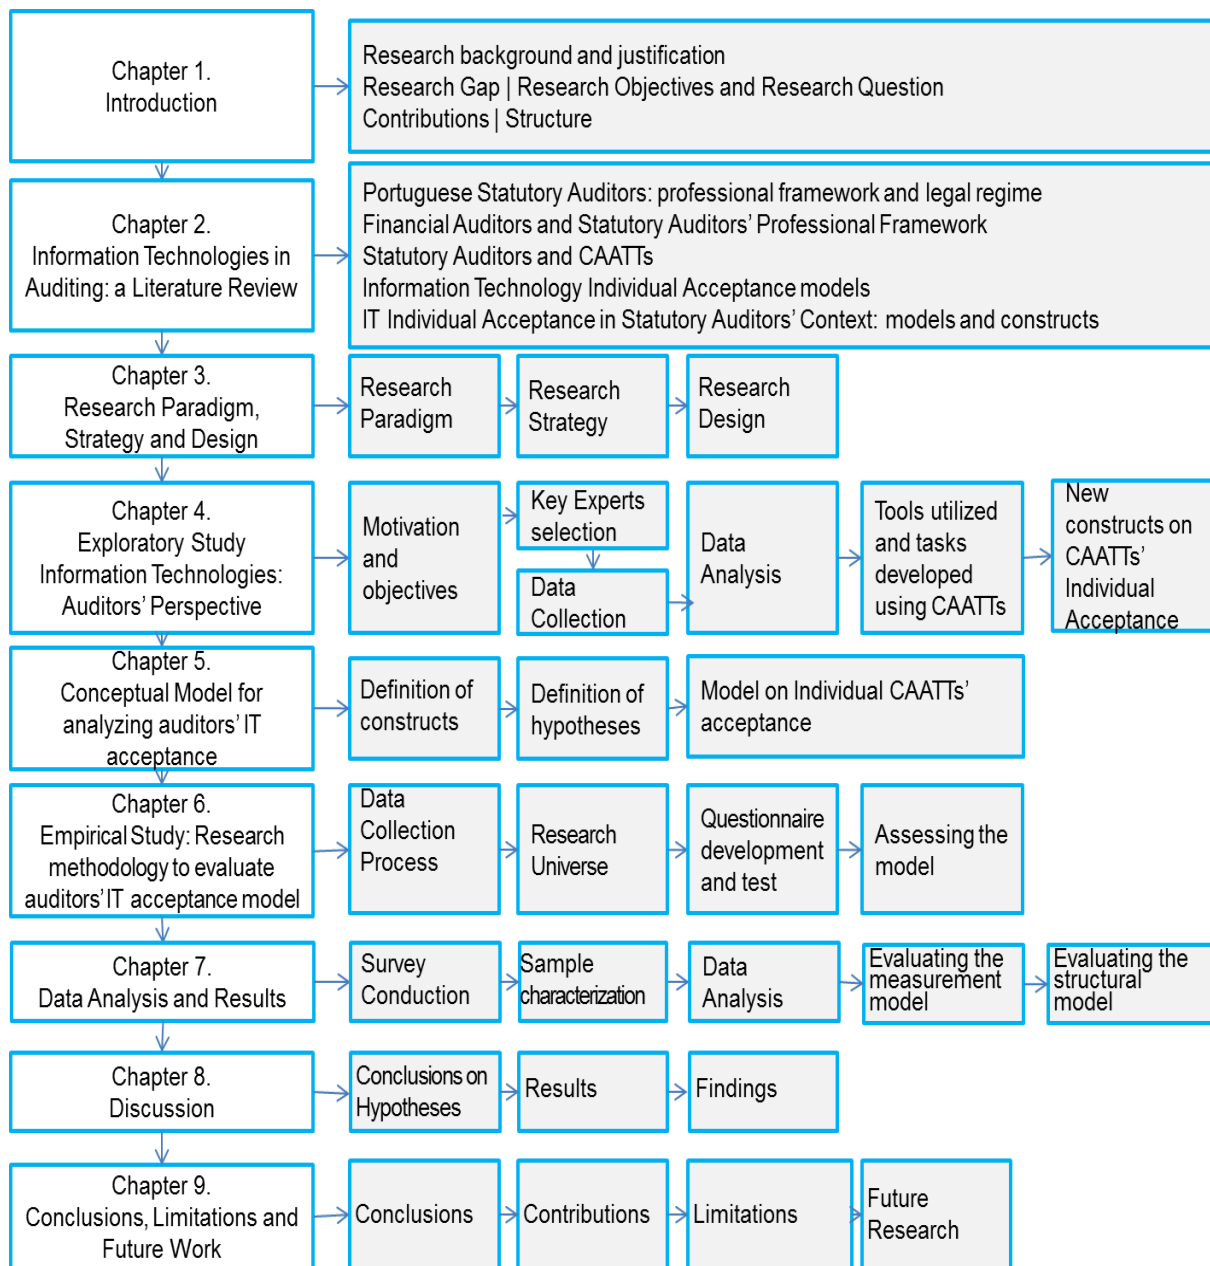 Chapter 1.
Introduction
Research background and justification
Research Gap | Research Objectives and Research Question
Contributions | Structure
Chapter 2.
Information Technologies in
Auditing: a Literature Review
Portuguese Statutory Auditors: professional framework and legal regime
Financial Auditors and Statutory Auditors’ Professional Framework
Statutory Auditors and CAATTs
Information Technology Individual Acceptance models
IT Individual Acceptance in Statutory Auditors’ Context: models and constructs
Chapter 3.
Research Paradigm,
Strategy and Design
Research
Paradigm
Research
Strategy
Research
Design
Chapter 4.
Exploratory Study
Information Technologies:
Auditors’ Perspective
Motivation
and
objectives
Key Experts
selection
Data
Collection
Data
Analysis
Tools utilized
and tasks
developed
using CAATTs
New
constructs on
CAATTs’
Individual
Acceptance
Chapter 5.
Conceptual Model for
analyzing auditors’ IT
acceptance
Definition of
constructs
Definition of
hypotheses
Model on Individual CAATTs’
acceptance
Chapter 6.
Empirical Study: Research
methodology to evaluate
auditors’ IT acceptance model
Data
Collection
Process
Research
Universe
Questionnaire
development
and test
Assessing the
model
Chapter 7.
Data Analysis and Results
Survey
Conduction
Sample
characterization
Data
Analysis
Evaluating the
measurement
model
Evaluating the
structural
model
Chapter 8.
Discussion
Conclusions on
Hypotheses
Results
Findings
Chapter 9.
Conclusions, Limitations and
Future Work
Conclusions
Contributions
Limitations
Future
Research